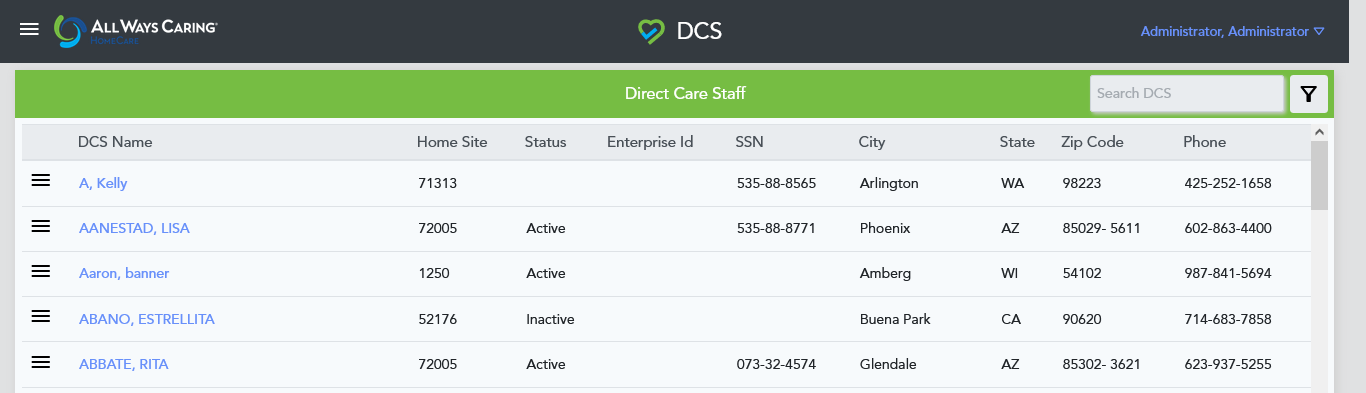 ALL WAYS CARING
HOMECARE
DCS
Administrator, Administrator
Direct Care Staff
Search DCS
DCS Name Home Site Status Enterprise Id SSN City State Zip Code Phone
A, Kelly 71313 535-88-8565 Arlington WA 98223 425-252-1658
AANESTAD, LISA 72005 Active 535-88-8771 Phoenix AZ 85029- 5611 602-863-4400
Aaron, banner 1250 Active Amberg WI 54102 987-841-5694
ABANO, ESTRELLITA 52176 Inactive Buena Park CA 90620 714-683-7858
ABBATE, RITA 72005 Active 073-32-4574 Glendale AZ 85302- 3621 623-937-5255